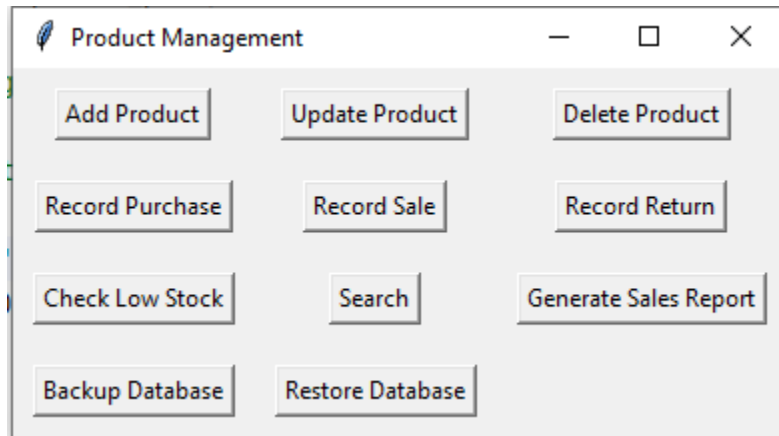 Product Management
Add Product Update Product Delete Product
Record Purchase Record Sale Record Return
Check Low Stock Search Generate Sales Report
Backup Database Restore Database